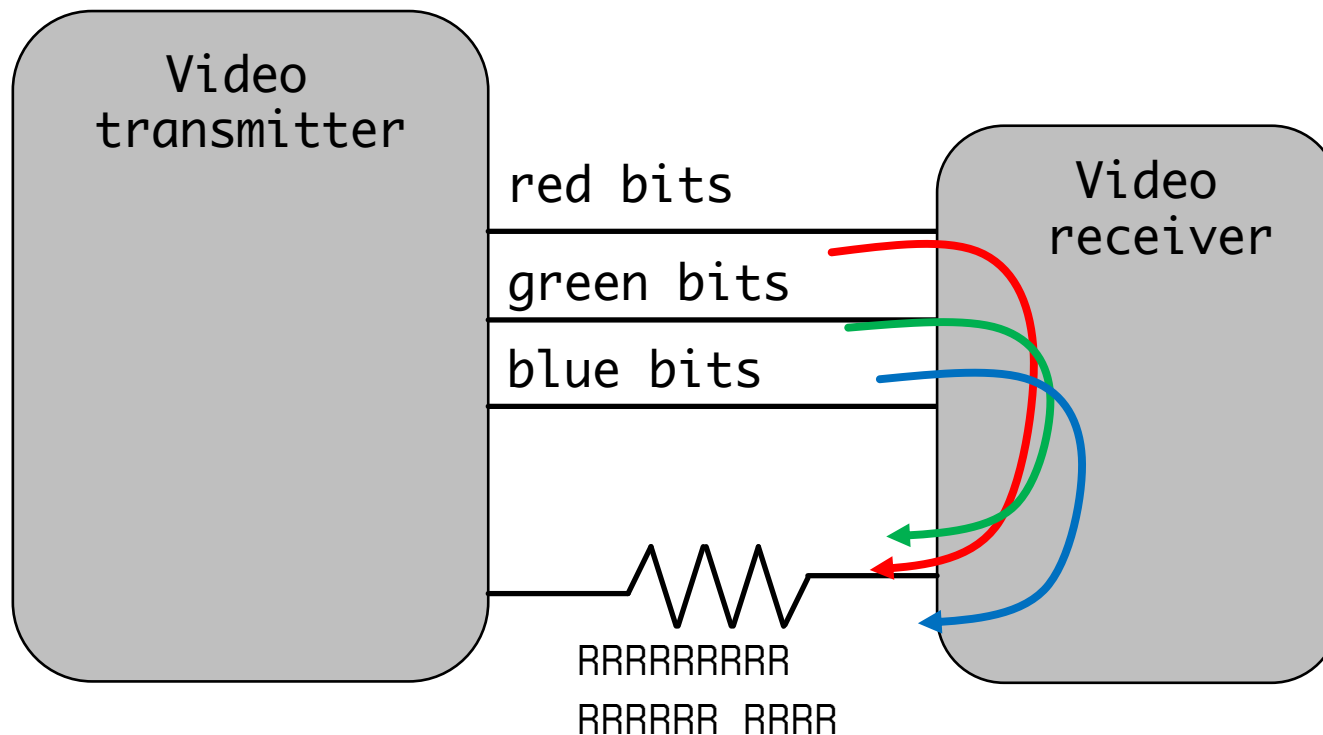 Video
transmitter
red bits
green bits
blue bits
Video
receiver
RRRRRRRRR
RRRRRR RRRR